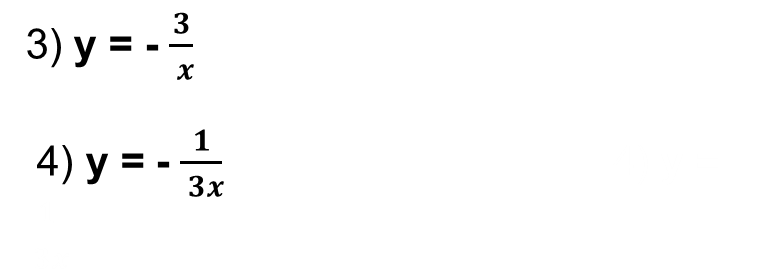 3) y = - 3/x
4) y = - 1/3x